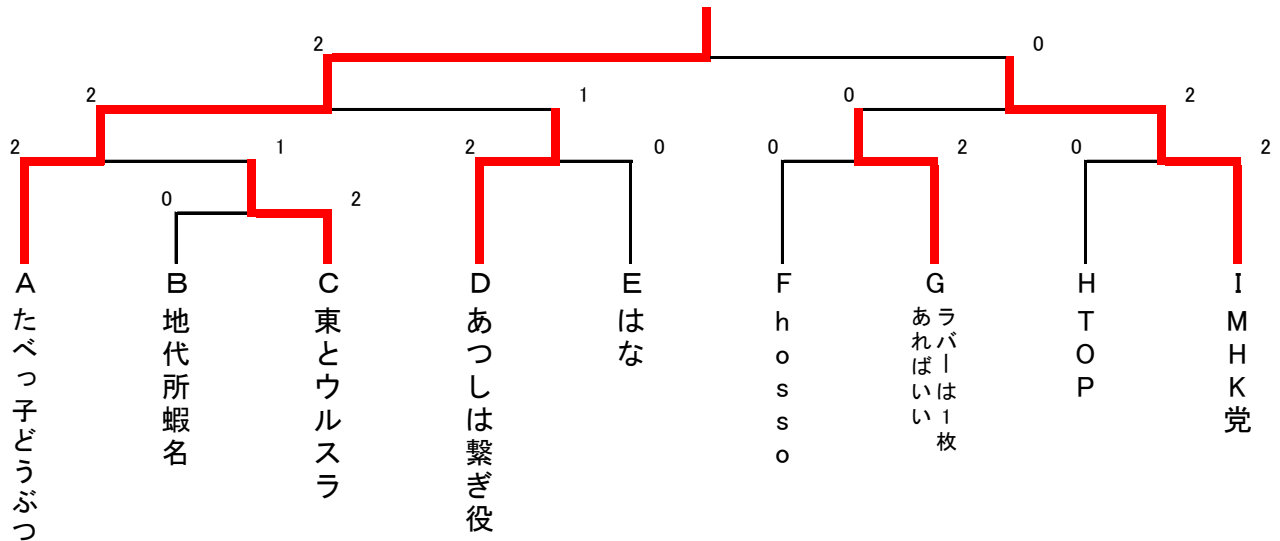 2 0
2 1 0 2
2 1 2 0 0 2 0 2
0 2
A たべっ子どうぶつ
B 地代所蝦名
C 東とウルスラ
D あつしは繋ぎ役
E はな
F hosso
G ラバーは1枚
あればいい
H TOP
I MHK党